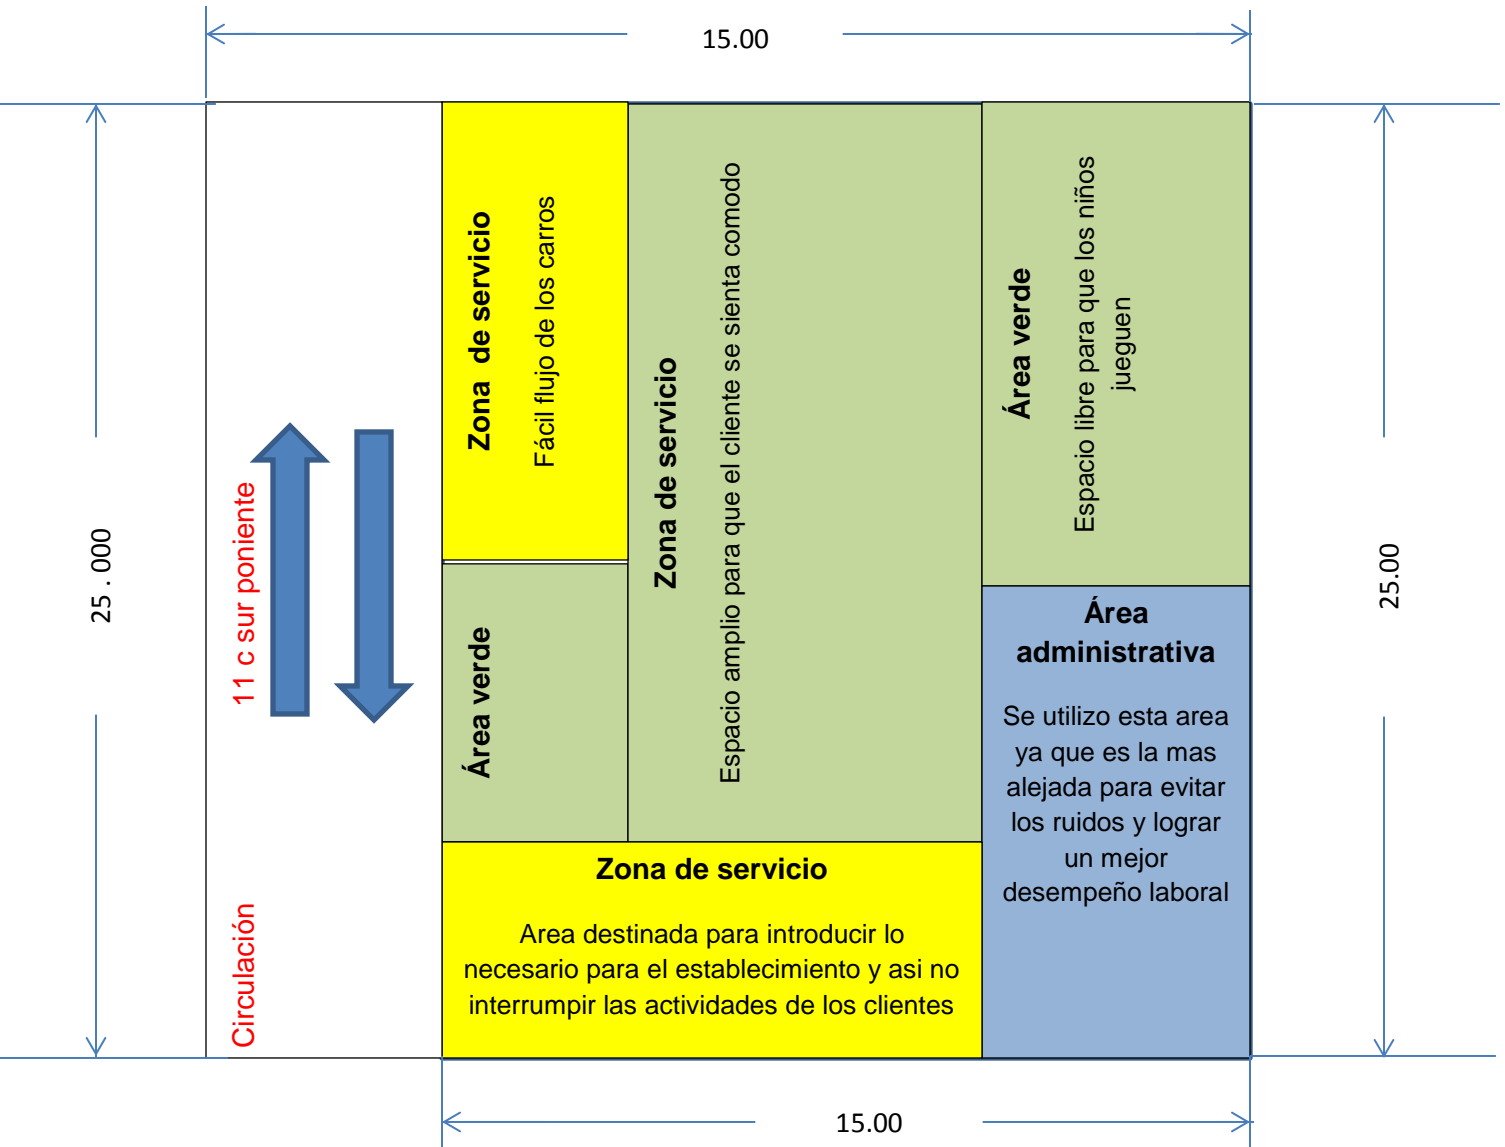 15.00
25 . 000
11 c sur poniente
Circulación
Zona  de servicio
Fácil flujo de los carros
Área verde
Zona de servicio
Espacio amplio para que el cliente se sienta comodo
Área verde
Espacio libre para que los niños
jueguen
25.00
Área
administrativa
Se utilizo esta area
ya que es la mas
alejada para evitar
los ruidos y lograr
un mejor
desempeño laboral
Zona de servicio
Area destinada para introducir lo
necesario para el establecimiento y asi no
interrumpir las actividades de los clientes
15.00